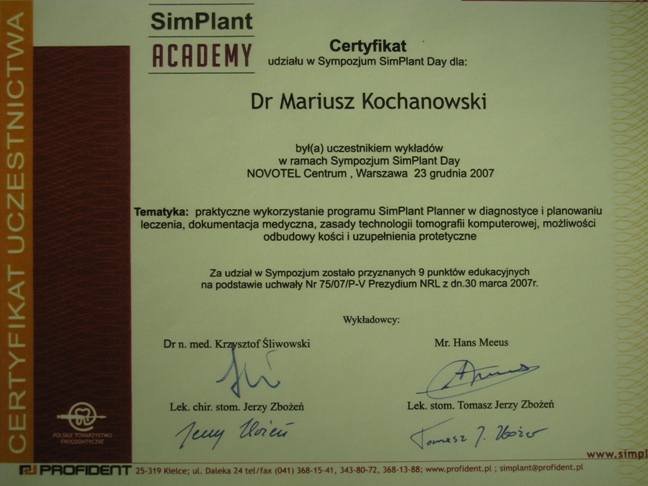 CERTYFIKAT UCZESTNICTWA
SimPlant
ACADEMY
Certyfikat
udziału w Sympozjum SimPlant Day dla:
Dr Mariusz Kochanowski
był(a) uczestnikiem wykładów
w ramach Sympozjum SimPlant Day
NOVOTEL Centrum , Warszawa 23 grudnia 2007
Tematyka: praktyczne wykorzystanie programu SimPlant Planner w diagnostyce i planowaniu
leczenia, dokumentacja medyczna, zasady technologii tomografii komputerowej, możliwości
odbudowy kości i uzupełnienia protetyczne
Za udział w Sympozjum zostało przyznanych 9 punktów edukacyjnych
na podstawie uchwały Nr 75/07/P-V Prezydium NRL z dn.30 marca 2007r.
Wykładowcy:
Dr n. med. Krzysztof Śliwowski
Mr. Hans Meeus
Lek. chir. stom. Jerzy Zbożeń
Lek. stom. Tomasz Jerzy Zbożeń
Jerzy Zbożeń
Tomasz J. Zbożeń
POLSKIE TOWARZYSTWO
www.simpl
PROFIDENT 25-319 Kielce; ul. Daleka 24 tel/fax (041) 368-15-41, 343-80-72, 368-13-88; www.profident.pl ; simplant@profident.pl